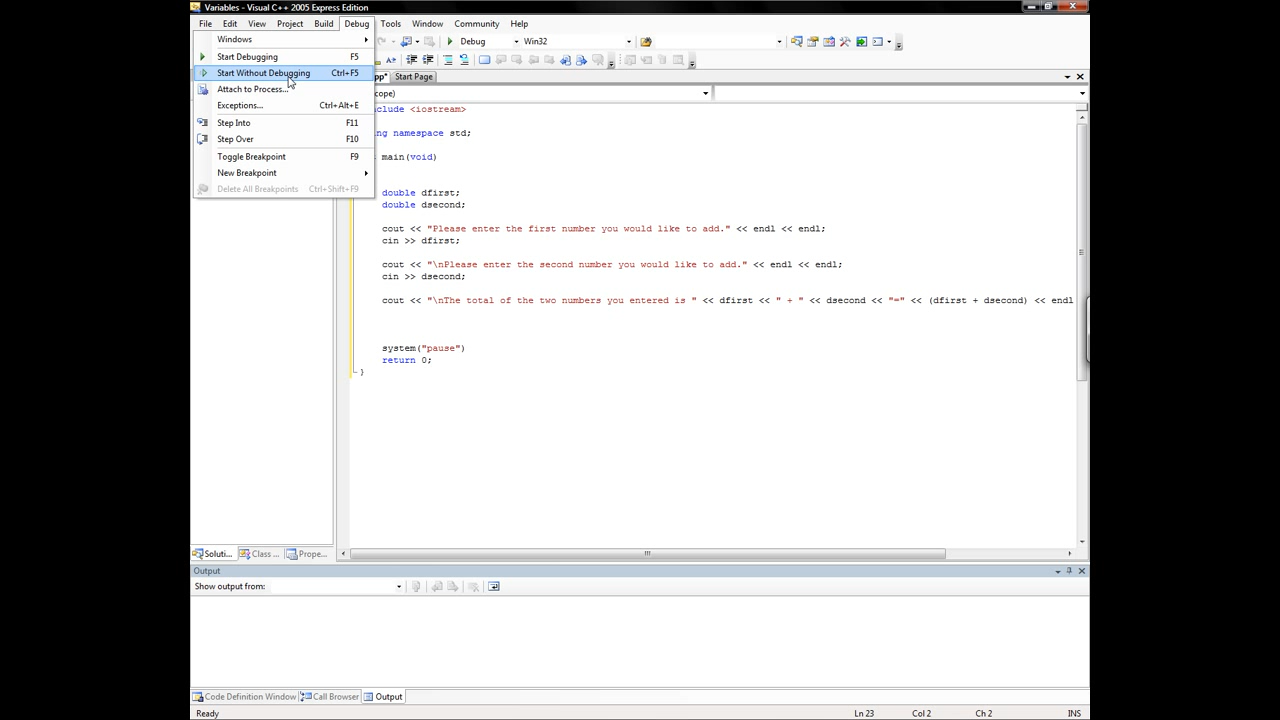 Variables - Visual C++ 2005 Express Edition
File Edit View Project Build Debug Tools Window Community Help
Windows
Start Debugging F5
Start Without Debugging Ctrl+F5
Attach to Process...
Exceptions... Ctrl+Alt+E
Step Into F11
Step Over F10
Toggle Breakpoint F9
New Breakpoint
Delete All Breakpoints Ctrl+Shift+F9
Debug Win32
pp* Start Page
cope)
clude <iostream>
ng namespace std;
main(void)
double dfirst;
double dsecond;
cout << "Please enter the first number you would like to add." << endl << endl;
cin >> dfirst;
cout << "\nPlease enter the second number you would like to add." << endl << endl;
cin >> dsecond;
cout << "\nThe total of the two numbers you entered is " << dfirst << " + " << dsecond << "=" << (dfirst + dsecond) << endl
system("pause")
return 0;
}
Soluti... Class ... Prope...
Output
Show output from:
Code Definition Window Call Browser Output
Ready Ln 23 Col 2 Ch 2 INS